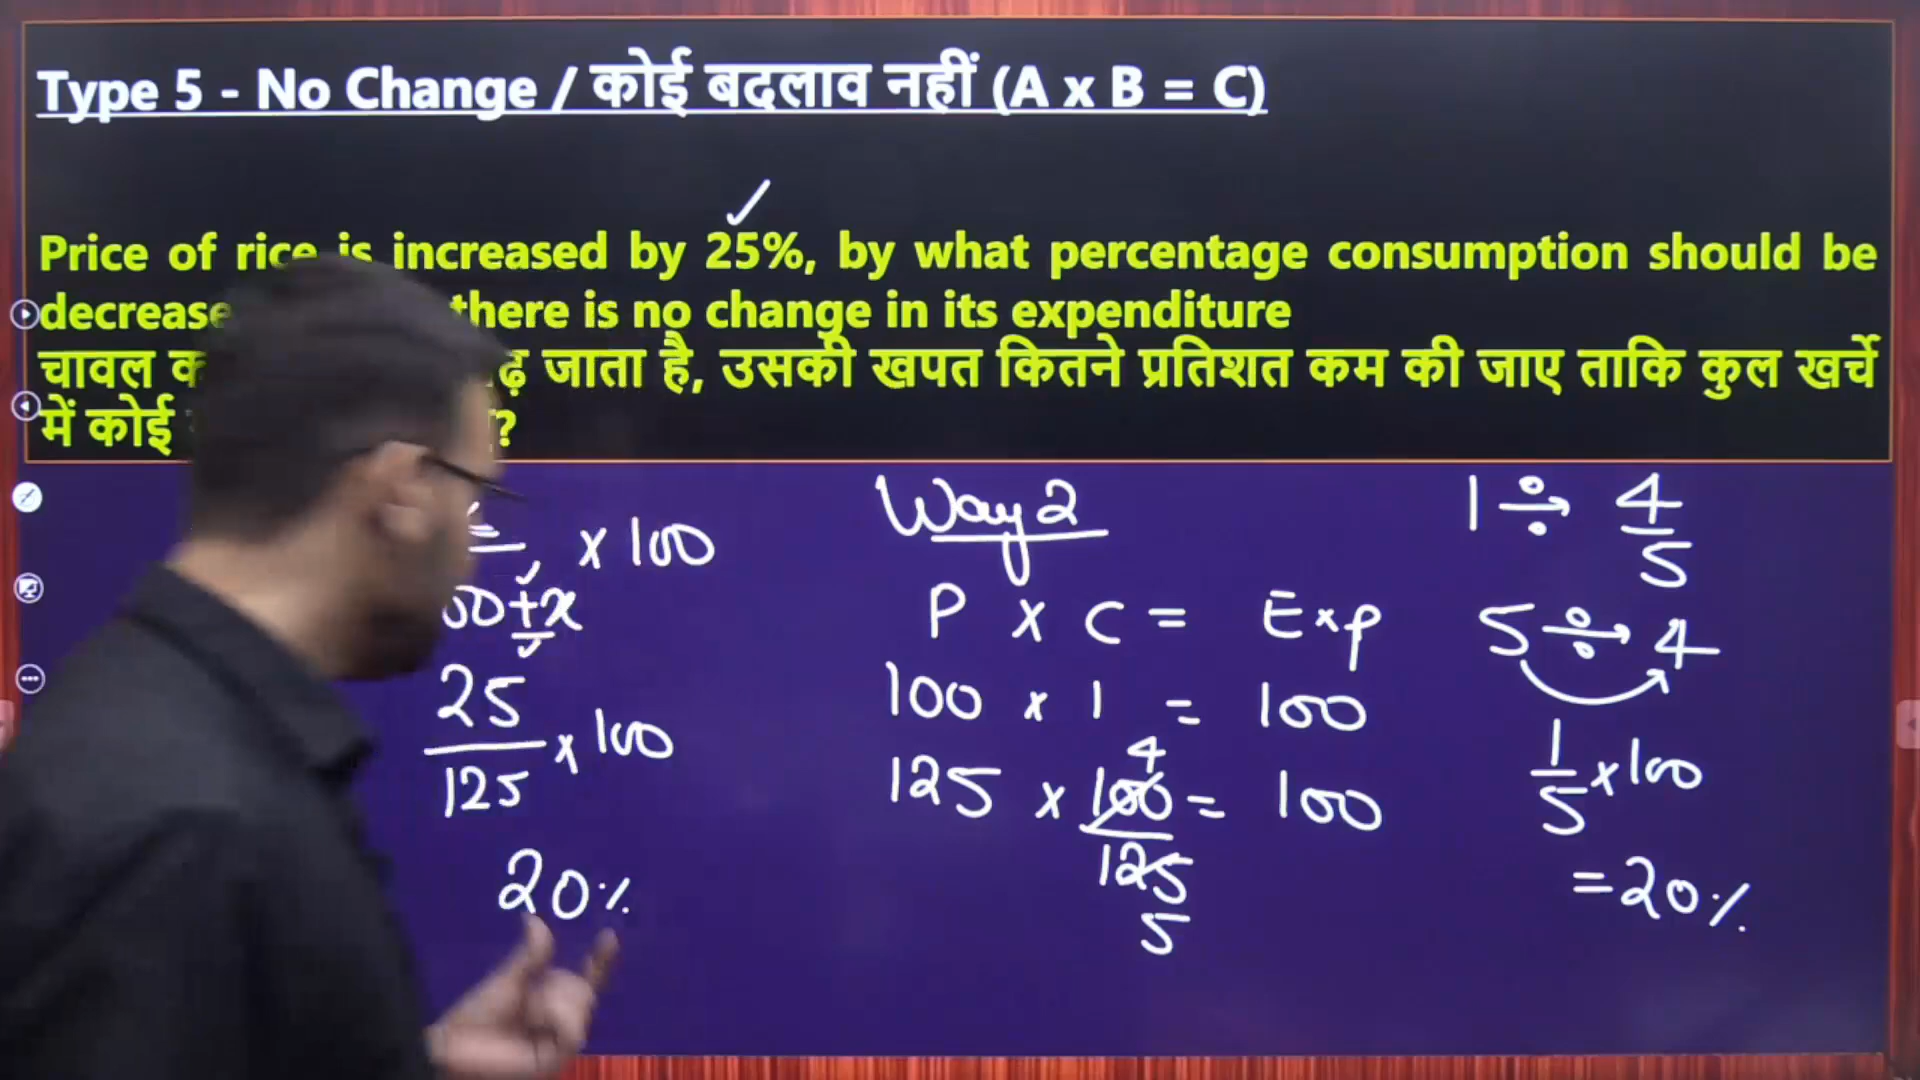 Type 5 - No Change / कोई बदलाव नहीं (A x B = C)
Price of rice is increased by 25%, by what percentage consumption should be
decrease there is no change in its expenditure
चावल जाता है, उसकी खपत कितने प्रतिशत कम की जाए ताकि कुल खर्चे
में कोई ?
x 100
+x
25
125
x 100
20%
Way 2
P x C = Exp
100 x 1 = 100
4
125 x 100 = 100
125
5
1 ÷ 4
5
5 ÷ 4
1
5
x 100
= 20%